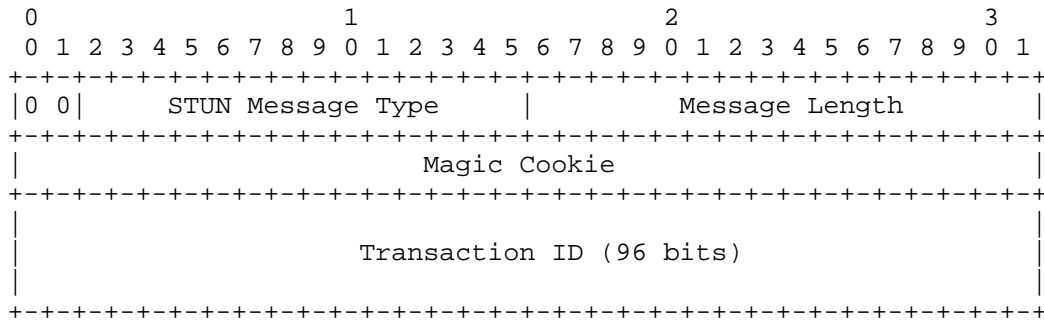 0                   1                   2                   3
 0 1 2 3 4 5 6 7 8 9 0 1 2 3 4 5 6 7 8 9 0 1 2 3 4 5 6 7 8 9 0 1
+-+-+-+-+-+-+-+-+-+-+-+-+-+-+-+-+-+-+-+-+-+-+-+-+-+-+-+-+-+-+-+-+
|0 0|     STUN Message Type     |         Message Length        |
+-+-+-+-+-+-+-+-+-+-+-+-+-+-+-+-+-+-+-+-+-+-+-+-+-+-+-+-+-+-+-+-+
|                         Magic Cookie                          |
+-+-+-+-+-+-+-+-+-+-+-+-+-+-+-+-+-+-+-+-+-+-+-+-+-+-+-+-+-+-+-+-+
|                                                               |
|                     Transaction ID (96 bits)                  |
|                                                               |
+-+-+-+-+-+-+-+-+-+-+-+-+-+-+-+-+-+-+-+-+-+-+-+-+-+-+-+-+-+-+-+-+